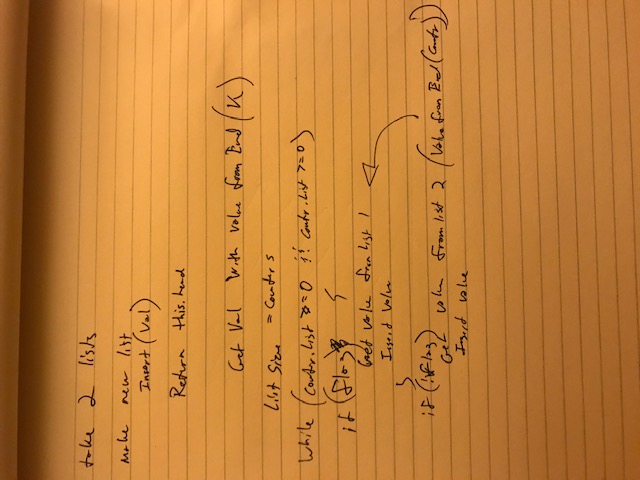 take 2 lists
make new list
Insert (Val)
Return this.head
Get Val with value from End (K)
List Size = Counters
While (counter.List >= 0 && countr.List >= 0)
if (flag) {
Get value from List 1
Insert value
}
if (!flag)
Get value from list 2 (Value from End (Counter))
Insert value